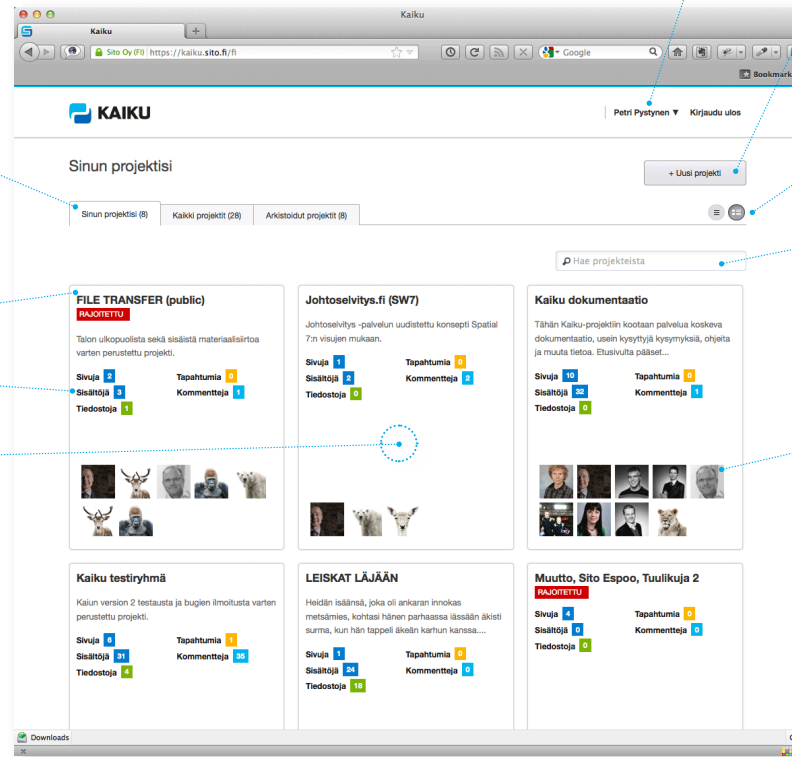 Kaiku
Kaiku
Sito Oy (FI) https://kaiku.sito.fi/fi
Google
Bookmark
KAIKU
Petri Pystynen ▼ Kirjaudu ulos
Sinun projektisi
+ Uusi projekti
Sinun projektisi (8) Kaikki projektit (28) Arkistoidut projektit (8)
Hae projekteista
FILE TRANSFER (public)
RAJOITETTU
Talon ulkopuolista sekä sisäistä materiaalisiirtoa
varten perustettu projekti.
Sivuja 2 Tapahtumia 0
Sisältöjä 3 Kommentteja 1
Tiedostoja 1
Johtoselvitys.fi (SW7)
Johtoselvitys -palvelun uudistettu konsepti Spatial
7:n visujen mukaan.
Sivuja 1 Tapahtumia 0
Sisältöjä 2 Kommentteja 2
Tiedostoja 0
Kaiku dokumentaatio
Tähän Kaiku-projektiin kootaan palvelua koskeva
dokumentaatio, usein kysyttyjä kysymyksiä, ohjeita
ja muuta tietoa. Etusivulta pääset...
Sivuja 10 Tapahtumia 0
Sisältöjä 32 Kommentteja 1
Tiedostoja 0
Kaiku testiryhmä
Kaiun version 2 testausta ja bugien ilmoitusta varten
perustettu projekti.
Sivuja 6 Tapahtumia 1
Sisältöjä 31 Kommentteja 35
Tiedostoja 4
LEISKAT LÄJÄÄN
Heidän isäänsä, joka oli ankaran innokas
metsämies, kohtasi hänen parhaassa iässään äkisti
surma, kun hän tappeli äkeän karhun kanssa....
Sivuja 1 Tapahtumia 0
Sisältöjä 24 Kommentteja 0
Tiedostoja 16
Muutto, Sito Espoo, Tuulikuja 2
RAJOITETTU
Sivuja 4 Tapahtumia 0
Sisältöjä 0 Kommentteja 0
Tiedostoja 0
Downloads